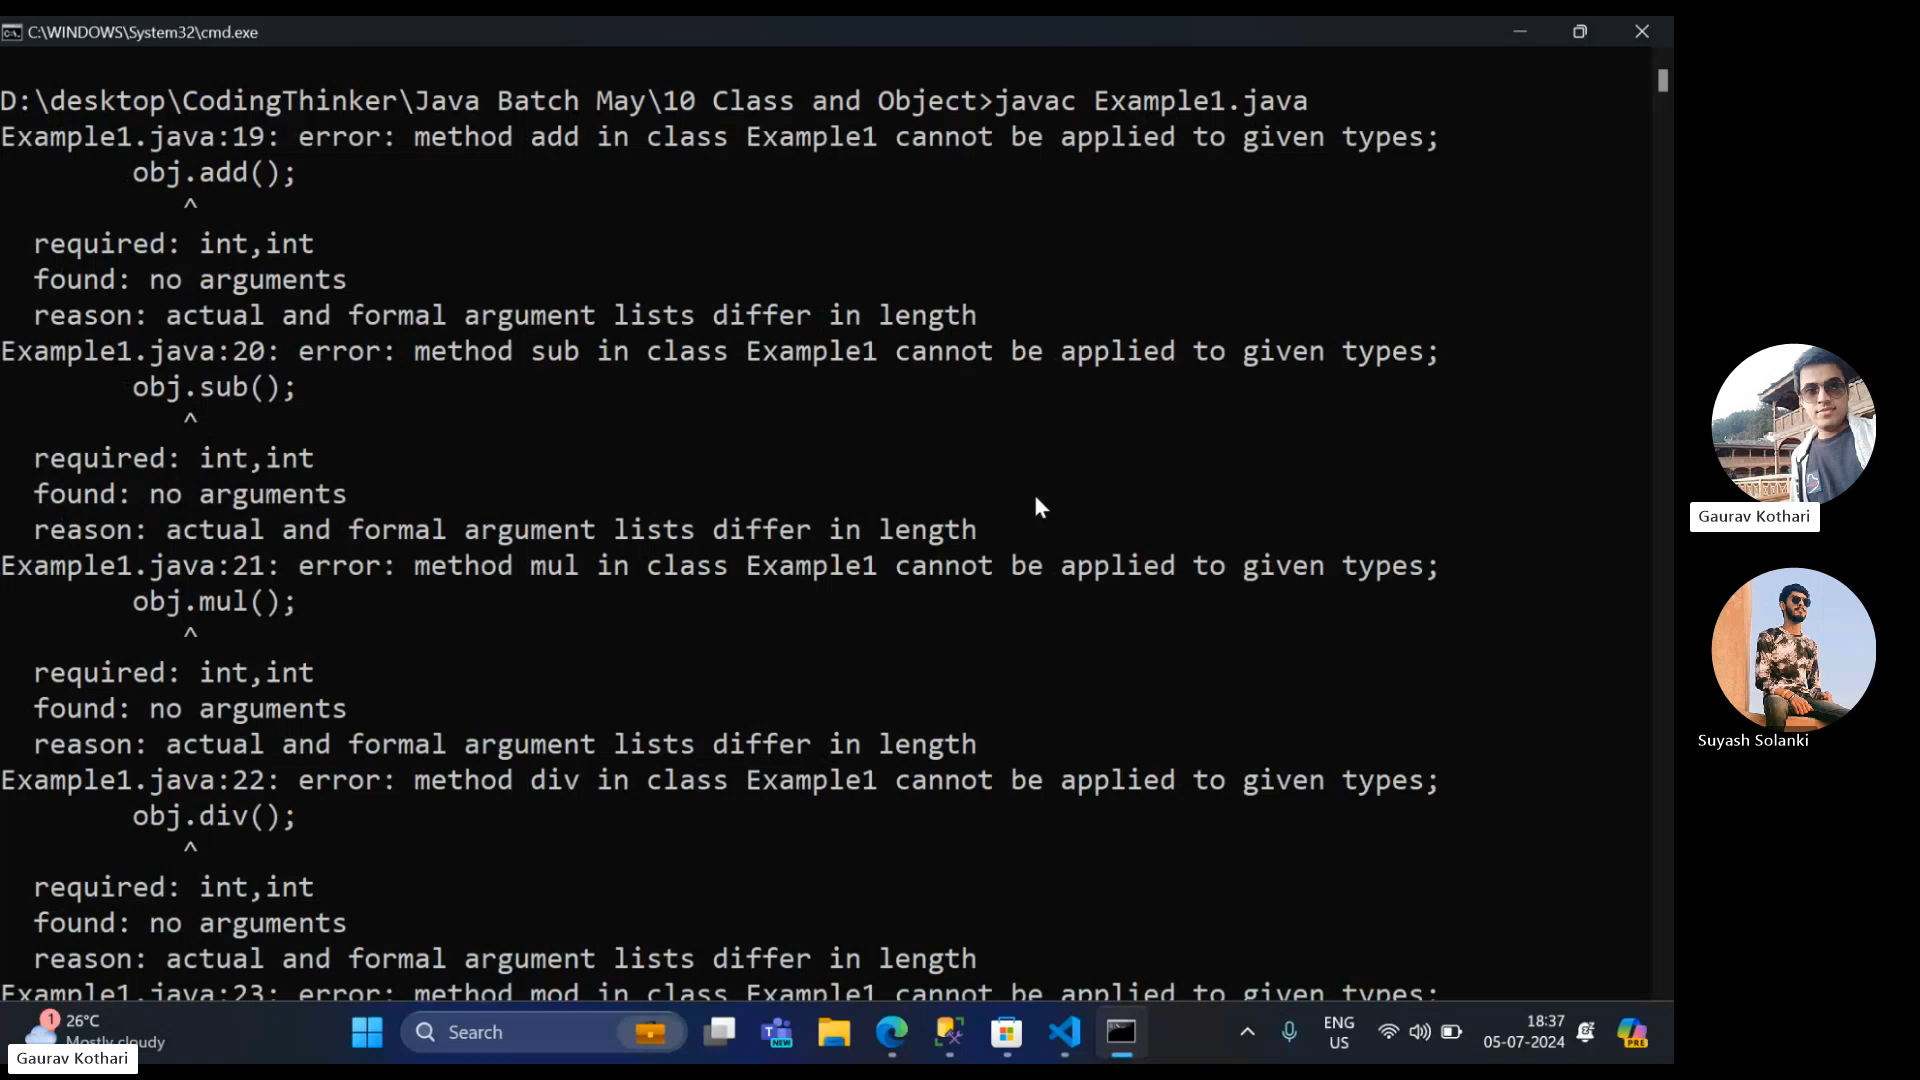 C:\WINDOWS\System32\cmd.exe
D:\desktop\CodingThinker\Java Batch May\10 Class and Object>javac Example1.java
Example1.java:19: error: method add in class Example1 cannot be applied to given types;
obj.add();
^
required: int,int
found: no arguments
reason: actual and formal argument lists differ in length
Example1.java:20: error: method sub in class Example1 cannot be applied to given types;
obj.sub();
^
required: int,int
found: no arguments
reason: actual and formal argument lists differ in length
Example1.java:21: error: method mul in class Example1 cannot be applied to given types;
obj.mul();
^
required: int,int
found: no arguments
reason: actual and formal argument lists differ in length
Example1.java:22: error: method div in class Example1 cannot be applied to given types;
obj.div();
^
required: int,int
found: no arguments
reason: actual and formal argument lists differ in length
Example1.java:23: error: method mod in class Example1 cannot be applied to given types;
Gaurav Kothari
Suyash Solanki
1
26°C
Mostly cloudy
Search
NEW
ENG
US
18:37
05-07-2024
PRE
Gaurav Kothari